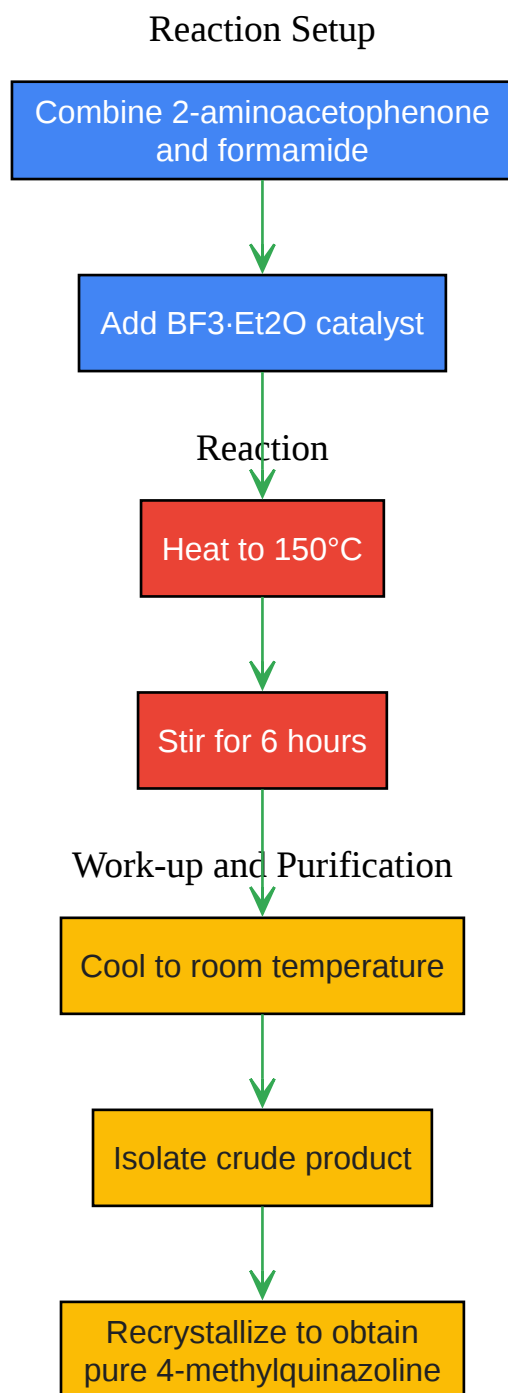 Reaction Setup
Combine 2-aminoacetophenone
and formamide
Add BF3·Et2O catalyst
Reaction
Heat to 150°C
Stir for 6 hours
Work-up and Purification
Cool to room temperature
Isolate crude product
Recrystallize to obtain
pure 4-methylquinazoline